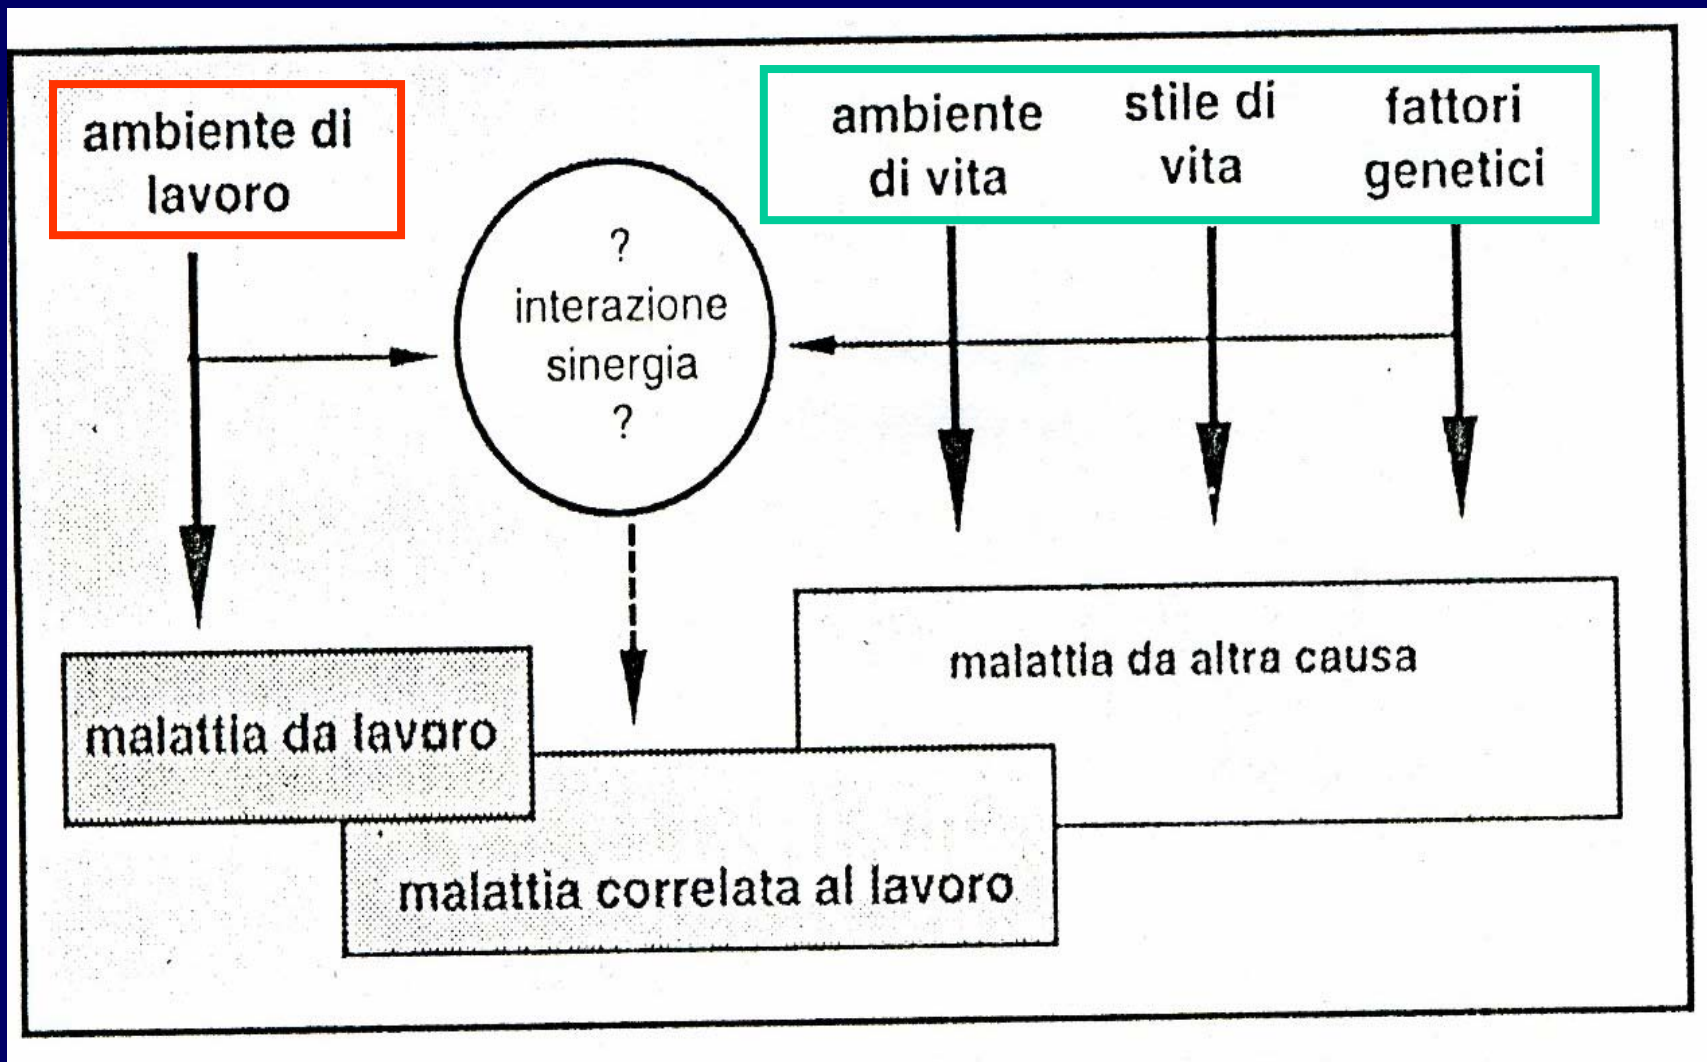 ambiente di
lavoro
ambiente
di vita
stile di
vita
fattori
genetici
?
interazione
sinergia
?
malattia da altra causa
malattia da lavoro
malattia correlata al lavoro